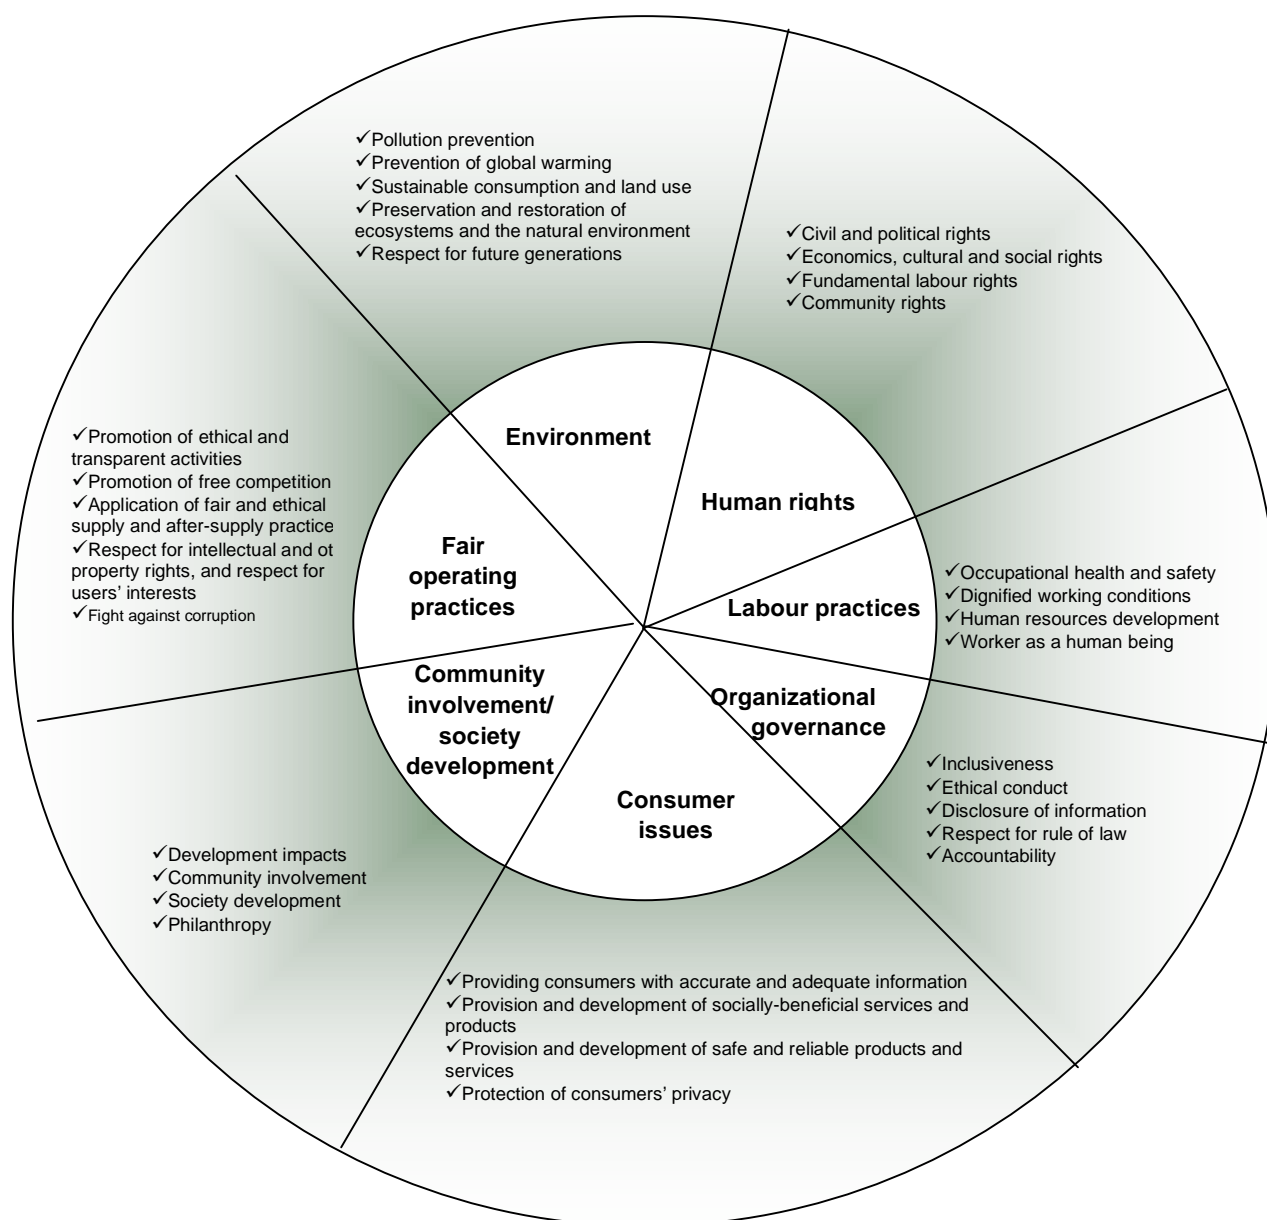 ✓Pollution prevention
✓Prevention of global warming
✓Sustainable consumption and land use
✓Preservation and restoration of
ecosystems and the natural environment
✓Respect for future generations
✓Civil and political rights
✓Economics, cultural and social rights
✓Fundamental labour rights
✓Community rights
✓Promotion of ethical and
transparent activities
✓Promotion of free competition
✓Application of fair and ethical
supply and after-supply practice
✓Respect for intellectual and ot
property rights, and respect for
users’ interests
✓Fight against corruption
Environment
Human rights
Fair
operating
practices
Labour practices
✓Occupational health and safety
✓Dignified working conditions
✓Human resources development
✓Worker as a human being
Community
involvement/
society
development
Organizational
governance
Consumer
issues
✓Inclusiveness
✓Ethical conduct
✓Disclosure of information
✓Respect for rule of law
✓Accountability
✓Development impacts
✓Community involvement
✓Society development
✓Philanthropy
✓Providing consumers with accurate and adequate information
✓Provision and development of socially-beneficial services and
products
✓Provision and development of safe and reliable products and
services
✓Protection of consumers’ privacy